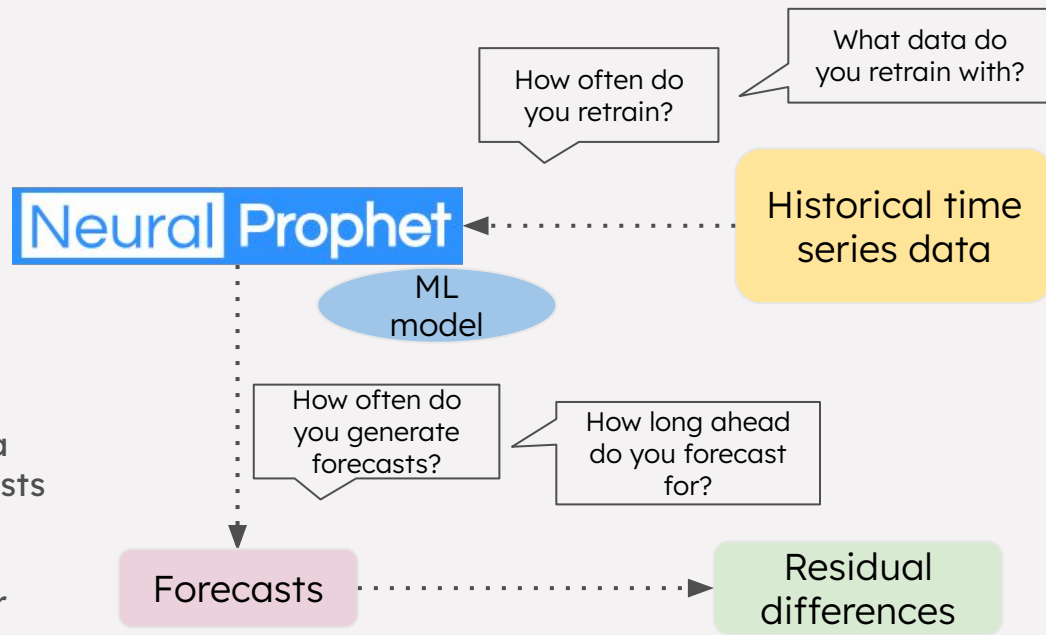 What data do
you retrain with?
How often do
you retrain?
Neural Prophet
Historical time
series data
ML
model
How often do
you generate
forecasts?
How long ahead
do you forecast
for?
Forecasts
Residual
differences